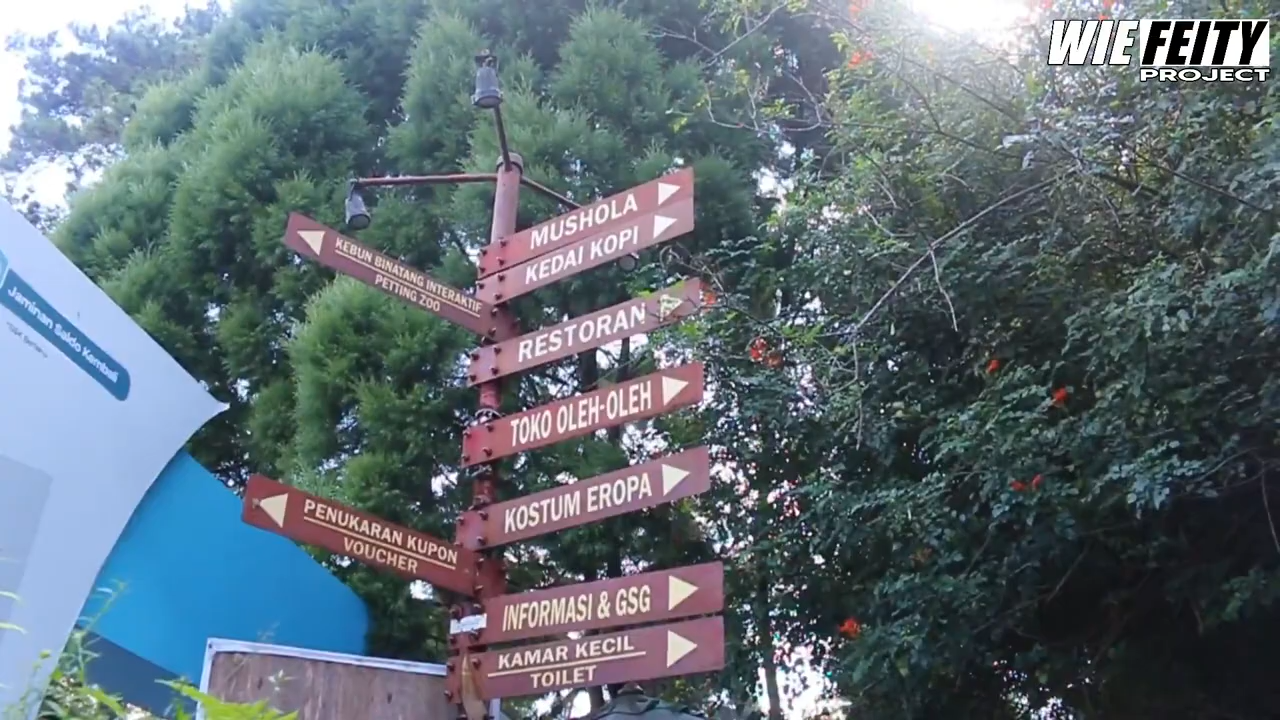 WIE FEITY
PROJECT
MUSHOLA
KEDAI KOPI
KEBUN BINATANG INTERAKTIF
PETTING ZOO
RESTORAN
TOKO OLEH-OLEH
KOSTUM EROPA
PENUKARAN KUPON
VOUCHER
INFORMASI & GSG
KAMAR KECIL
TOILET
Jaminan Saldo Kembali